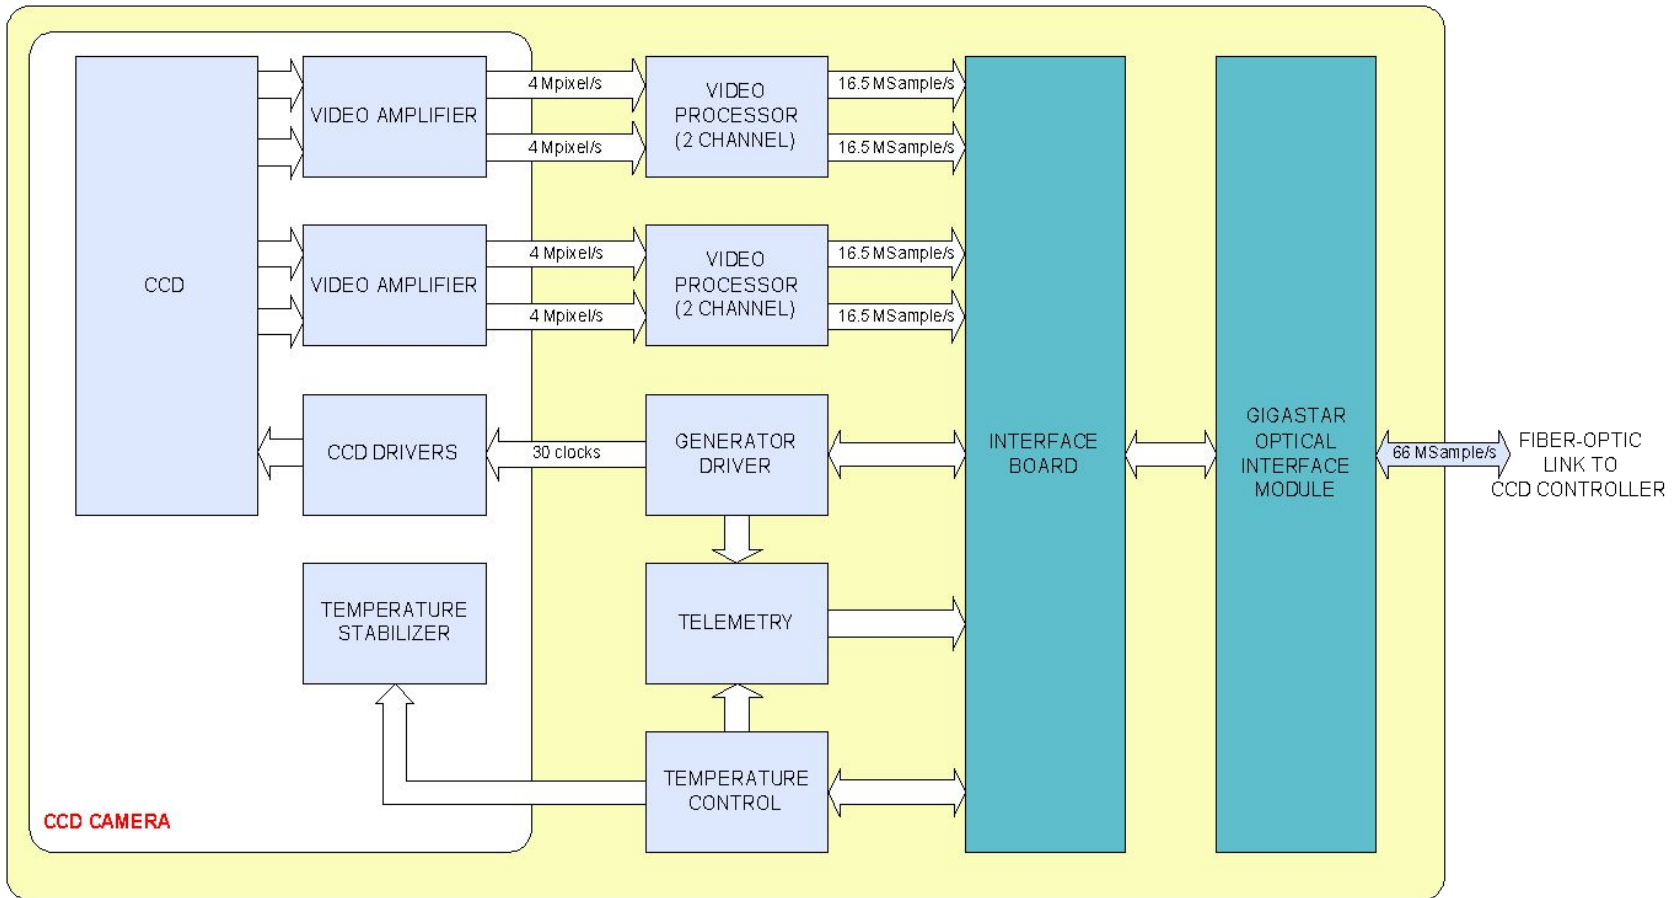 CCD
VIDEO AMPLIFIER
4 Mpixel/s
4 Mpixel/s
VIDEO
PROCESSOR
(2 CHANNEL)
16.5 MSample/s
16.5 MSample/s
VIDEO AMPLIFIER
4 Mpixel/s
4 Mpixel/s
VIDEO
PROCESSOR
(2 CHANNEL)
16.5 MSample/s
16.5 MSample/s
CCD DRIVERS
30 clocks
GENERATOR
DRIVER
INTERFACE
BOARD
GIGASTAR
OPTICAL
INTERFACE
MODULE
66 MSample/s
FIBER-OPTIC
LINK TO
CCD CONTROLLER
TEMPERATURE
STABILIZER
TELEMETRY
TEMPERATURE
CONTROL
CCD CAMERA